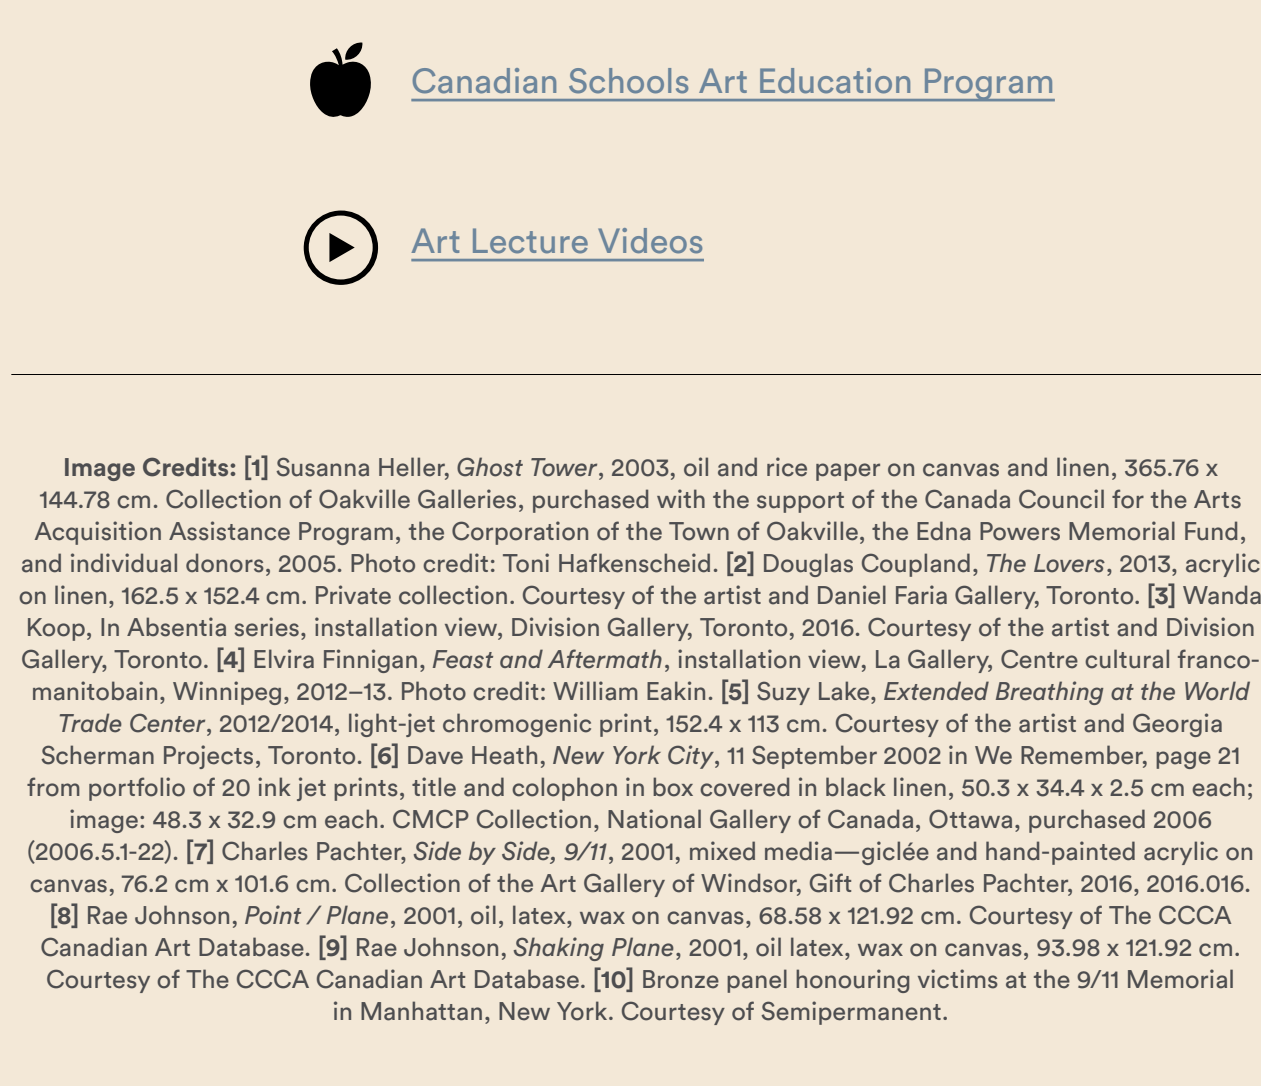 Canadian Schools Art Education Program
Art Lecture Videos
Image Credits: [1] Susanna Heller, Ghost Tower, 2003, oil and rice paper on canvas and linen, 365.76 x
144.78 cm. Collection of Oakville Galleries, purchased with the support of the Canada Council for the Arts
Acquisition Assistance Program, the Corporation of the Town of Oakville, the Edna Powers Memorial Fund,
and individual donors, 2005. Photo credit: Toni Hafkenscheid. [2] Douglas Coupland, The Lovers, 2013, acrylic
on linen, 162.5 x 152.4 cm. Private collection. Courtesy of the artist and Daniel Faria Gallery, Toronto. [3] Wanda
Koop, In Absentia series, installation view, Division Gallery, Toronto, 2016. Courtesy of the artist and Division
Gallery, Toronto. [4] Elvira Finnigan, Feast and Aftermath, installation view, La Gallery, Centre cultural franco-
manitobain, Winnipeg, 2012–13. Photo credit: William Eakin. [5] Suzy Lake, Extended Breathing at the World
Trade Center, 2012/2014, light-jet chromogenic print, 152.4 x 113 cm. Courtesy of the artist and Georgia
Scherman Projects, Toronto. [6] Dave Heath, New York City, 11 September 2002 in We Remember, page 21
from portfolio of 20 ink jet prints, title and colophon in box covered in black linen, 50.3 x 34.4 x 2.5 cm each;
image: 48.3 x 32.9 cm each. CMCP Collection, National Gallery of Canada, Ottawa, purchased 2006
(2006.5.1-22). [7] Charles Pachter, Side by Side, 9/11, 2001, mixed media—giclée and hand-painted acrylic on
canvas, 76.2 cm x 101.6 cm. Collection of the Art Gallery of Windsor, Gift of Charles Pachter, 2016, 2016.016.
[8] Rae Johnson, Point / Plane, 2001, oil, latex, wax on canvas, 68.58 x 121.92 cm. Courtesy of The CCCA
Canadian Art Database. [9] Rae Johnson, Shaking Plane, 2001, oil latex, wax on canvas, 93.98 x 121.92 cm.
Courtesy of The CCCA Canadian Art Database. [10] Bronze panel honouring victims at the 9/11 Memorial
in Manhattan, New York. Courtesy of Semipermanent.